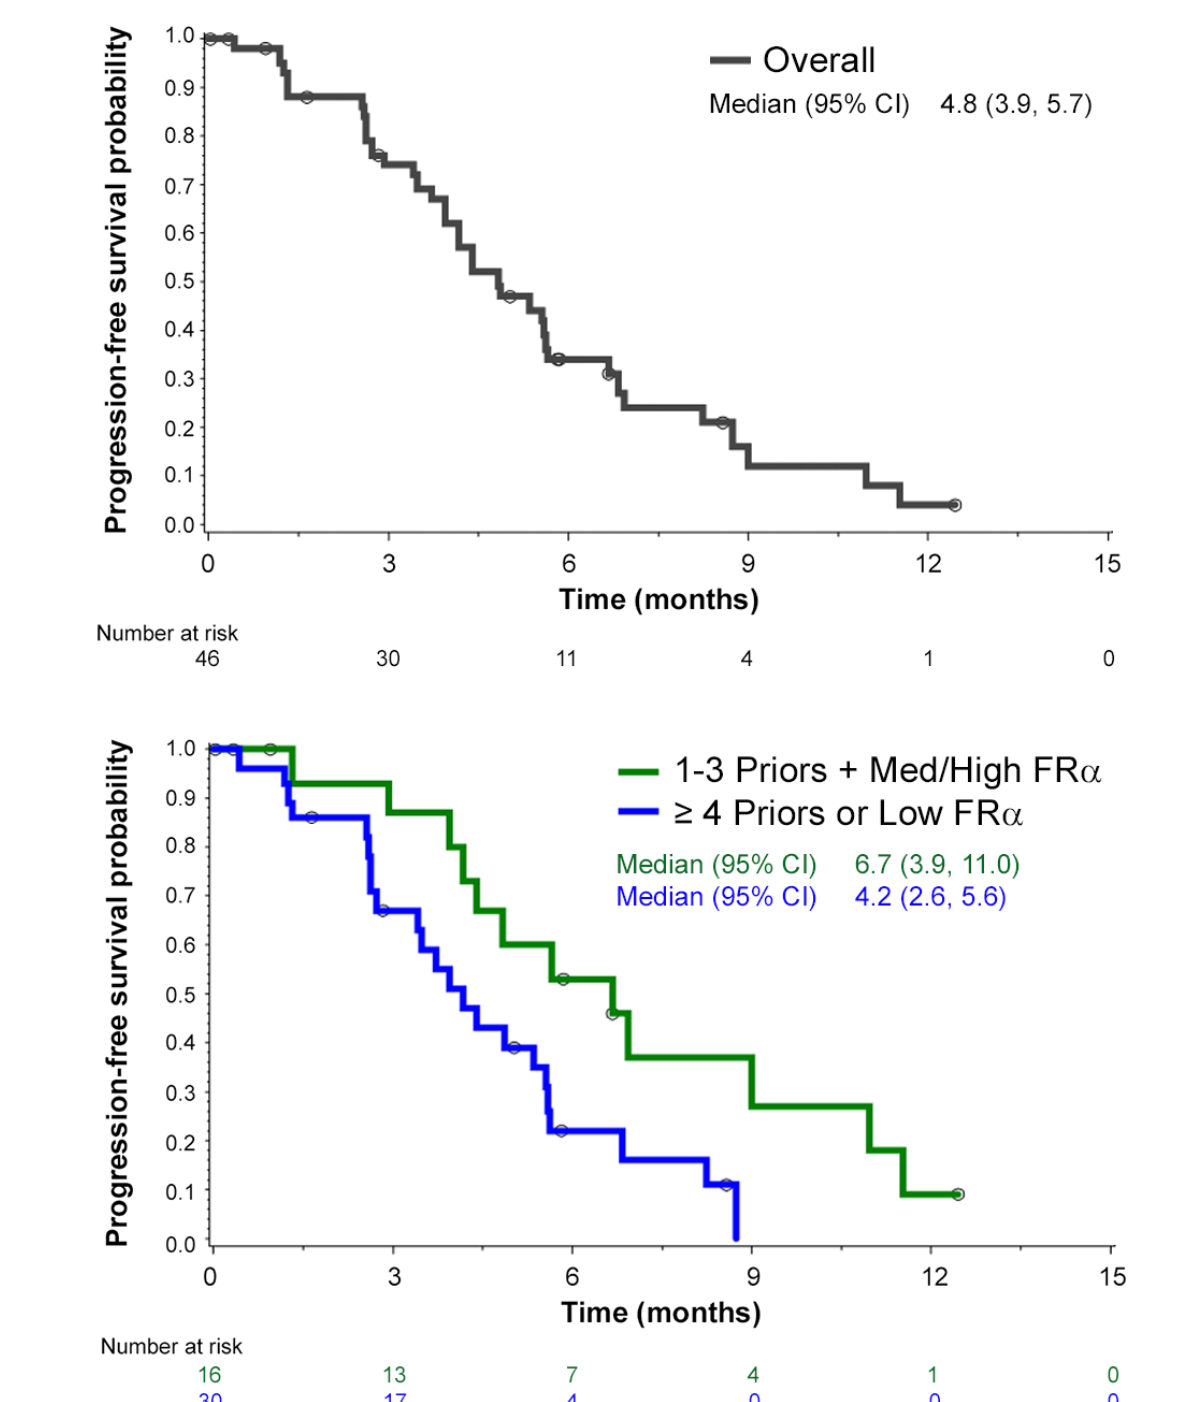 Progression-free survival probability
1.0
0.9
0.8
0.7
0.6
0.5
0.4
0.3
0.2
0.1
0.0
Overall
Median (95% CI) 4.8 (3.9, 5.7)
0 3 6 9 12 15
Time (months)
Number at risk
46 30 11 4 1 0
Progression-free survival probability
1.0
0.9
0.8
0.7
0.6
0.5
0.4
0.3
0.2
0.1
0.0
1-3 Priors + Med/High FRα
≥ 4 Priors or Low FRα
Median (95% CI) 6.7 (3.9, 11.0)
Median (95% CI) 4.2 (2.6, 5.6)
0 3 6 9 12 15
Time (months)
Number at risk
16 13 7 4 1 0
30 17 4 0 0 0